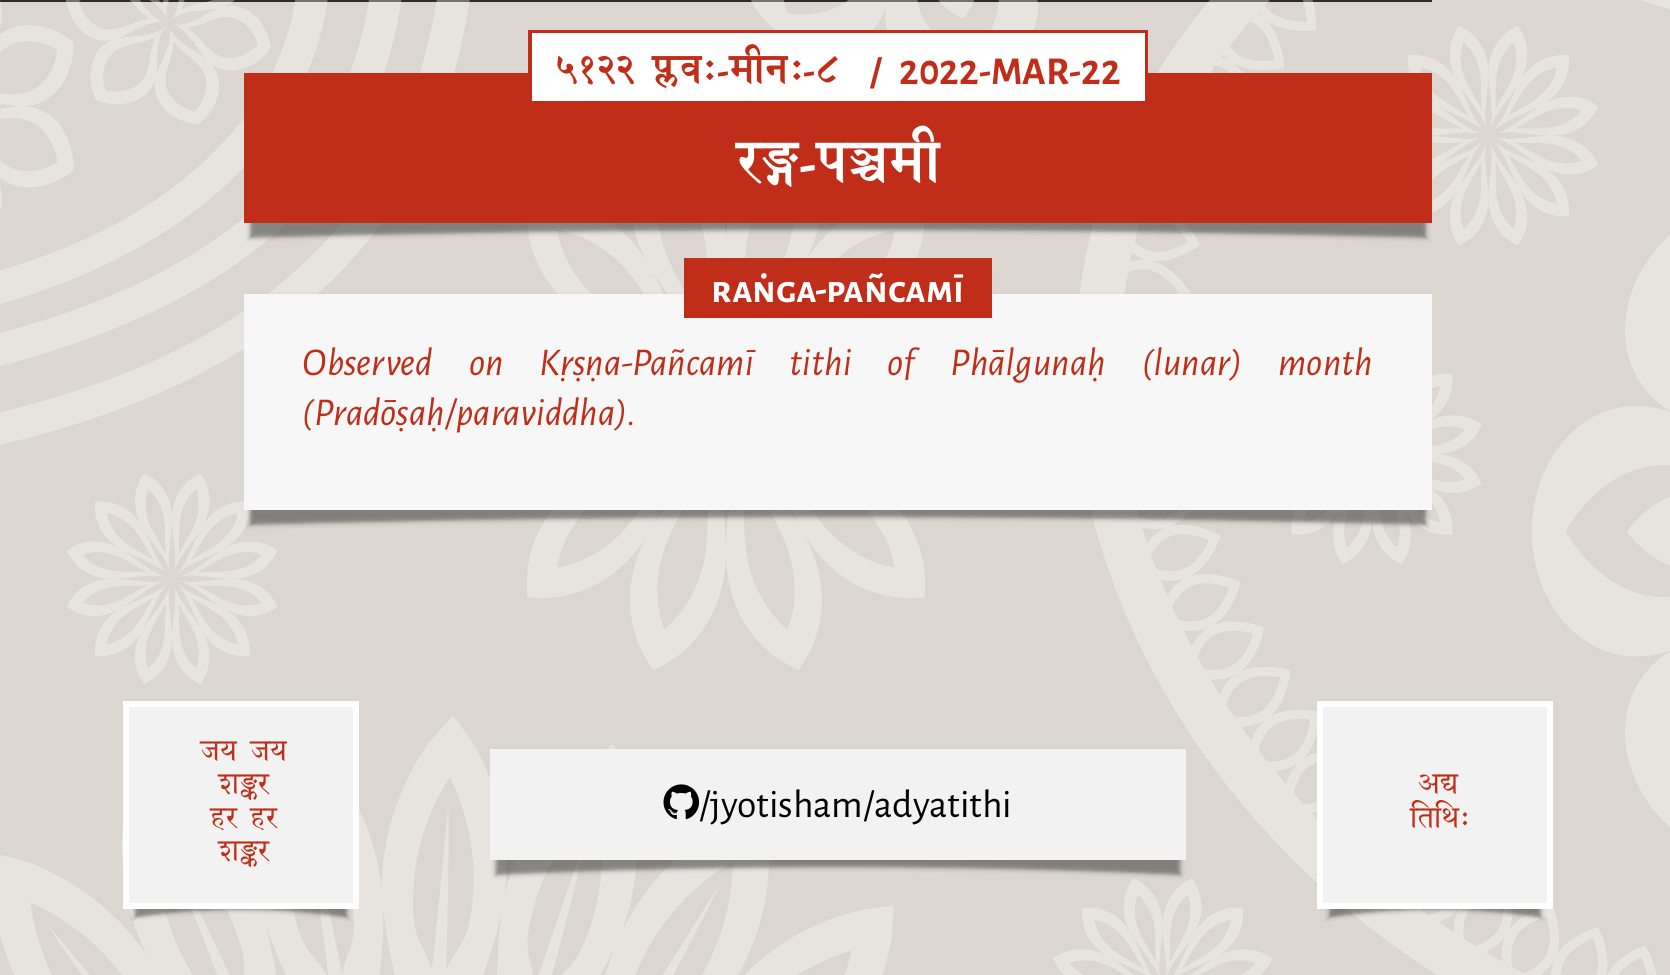 ५१२२ प्लवः-मीनः-८ / 2022-MAR-22
रङ्ग-पञ्चमी
RAṄGA-PAÑCAMĪ
Observed on Kṛṣṇa-Pañcamī tithi of Phālgunaḥ (lunar) month
(Pradōṣaḥ/paraviddha).
जय जय
शङ्कर
हर हर
शङ्कर
/jyotisham/adyatithi
अद्य
तिथिः